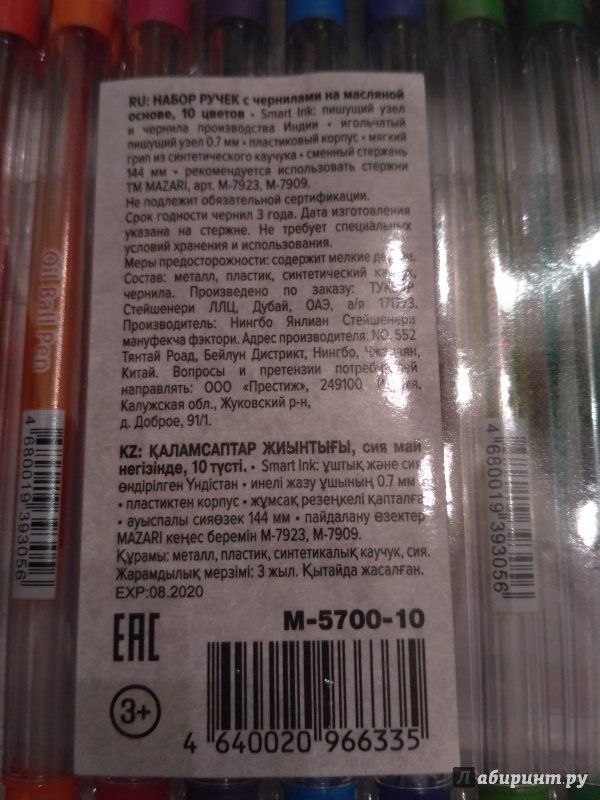 RU: НАБОР РУЧЕК с чернилами на масляной
основе, 10 цветов • Smart Ink: пишущий узел
и чернила производства Индии • игольчатый
пишущий узел 0.7 мм • пластиковый корпус • мягкий
грип из синтетического каучука • сменный стержень
144 мм • рекомендуется использовать стержни
ТМ MAZARI, арт. M-7923, M-7909.
Не подлежит обязательной сертификации.
Срок годности чернил 3 года. Дата изготовления
указана на стержне. Не требует специальных
условий хранения и использования.
Меры предосторожности: содержит мелкие детали.
Состав: металл, пластик, синтетический каучук,
чернила. Произведено по заказу:
Стейшенери ЛЛЦ, Дубай, ОАЭ, а/я 171773.
Производитель: Нингбо Янлиан Стейшенери
мануфекча фэктори. Адрес производителя: NO. 552
Тянтай Роад, Бейлун Дистрикт, Нингбо, Чжэцзян,
Китай. Вопросы и претензии потребителей
направлять: ООО «Престиж», 249100, Россия,
Калужская обл., Жуковский р-н,
д. Доброе, 91/1.
KZ: ҚАЛАМСАПТАР ЖИЫНТЫҒЫ, сия май
негізінде, 10 түсті. • Smart Ink: ұштық және сия
өндірілген Үндістан • инелі жазу ұшының 0.7 мм
• пластиктен корпус • жұмсақ резеңкелі қапталға
• ауыспалы сияөзек 144 мм • пайдалану өзектер
MAZARI кеңес беремін M-7923, M-7909.
Құрамы: металл, пластик, синтетикалық каучук, сия.
Жарамдылық мерзімі: 3 жыл. Қытайда жасалған.
EXP:08.2020
EAC
M-5700-10
3+
4 640020 966335
Oil Ball Pen
4 680019 393056
4 680019 393056
Лабиринт.ру